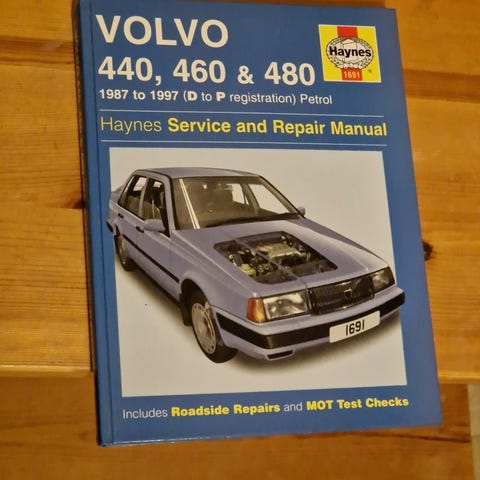 VOLVO
440, 460 & 480
1987 to 1997 (D to P registration) Petrol
Haynes
1691
Haynes Service and Repair Manual
1691
Includes Roadside Repairs and MOT Test Checks